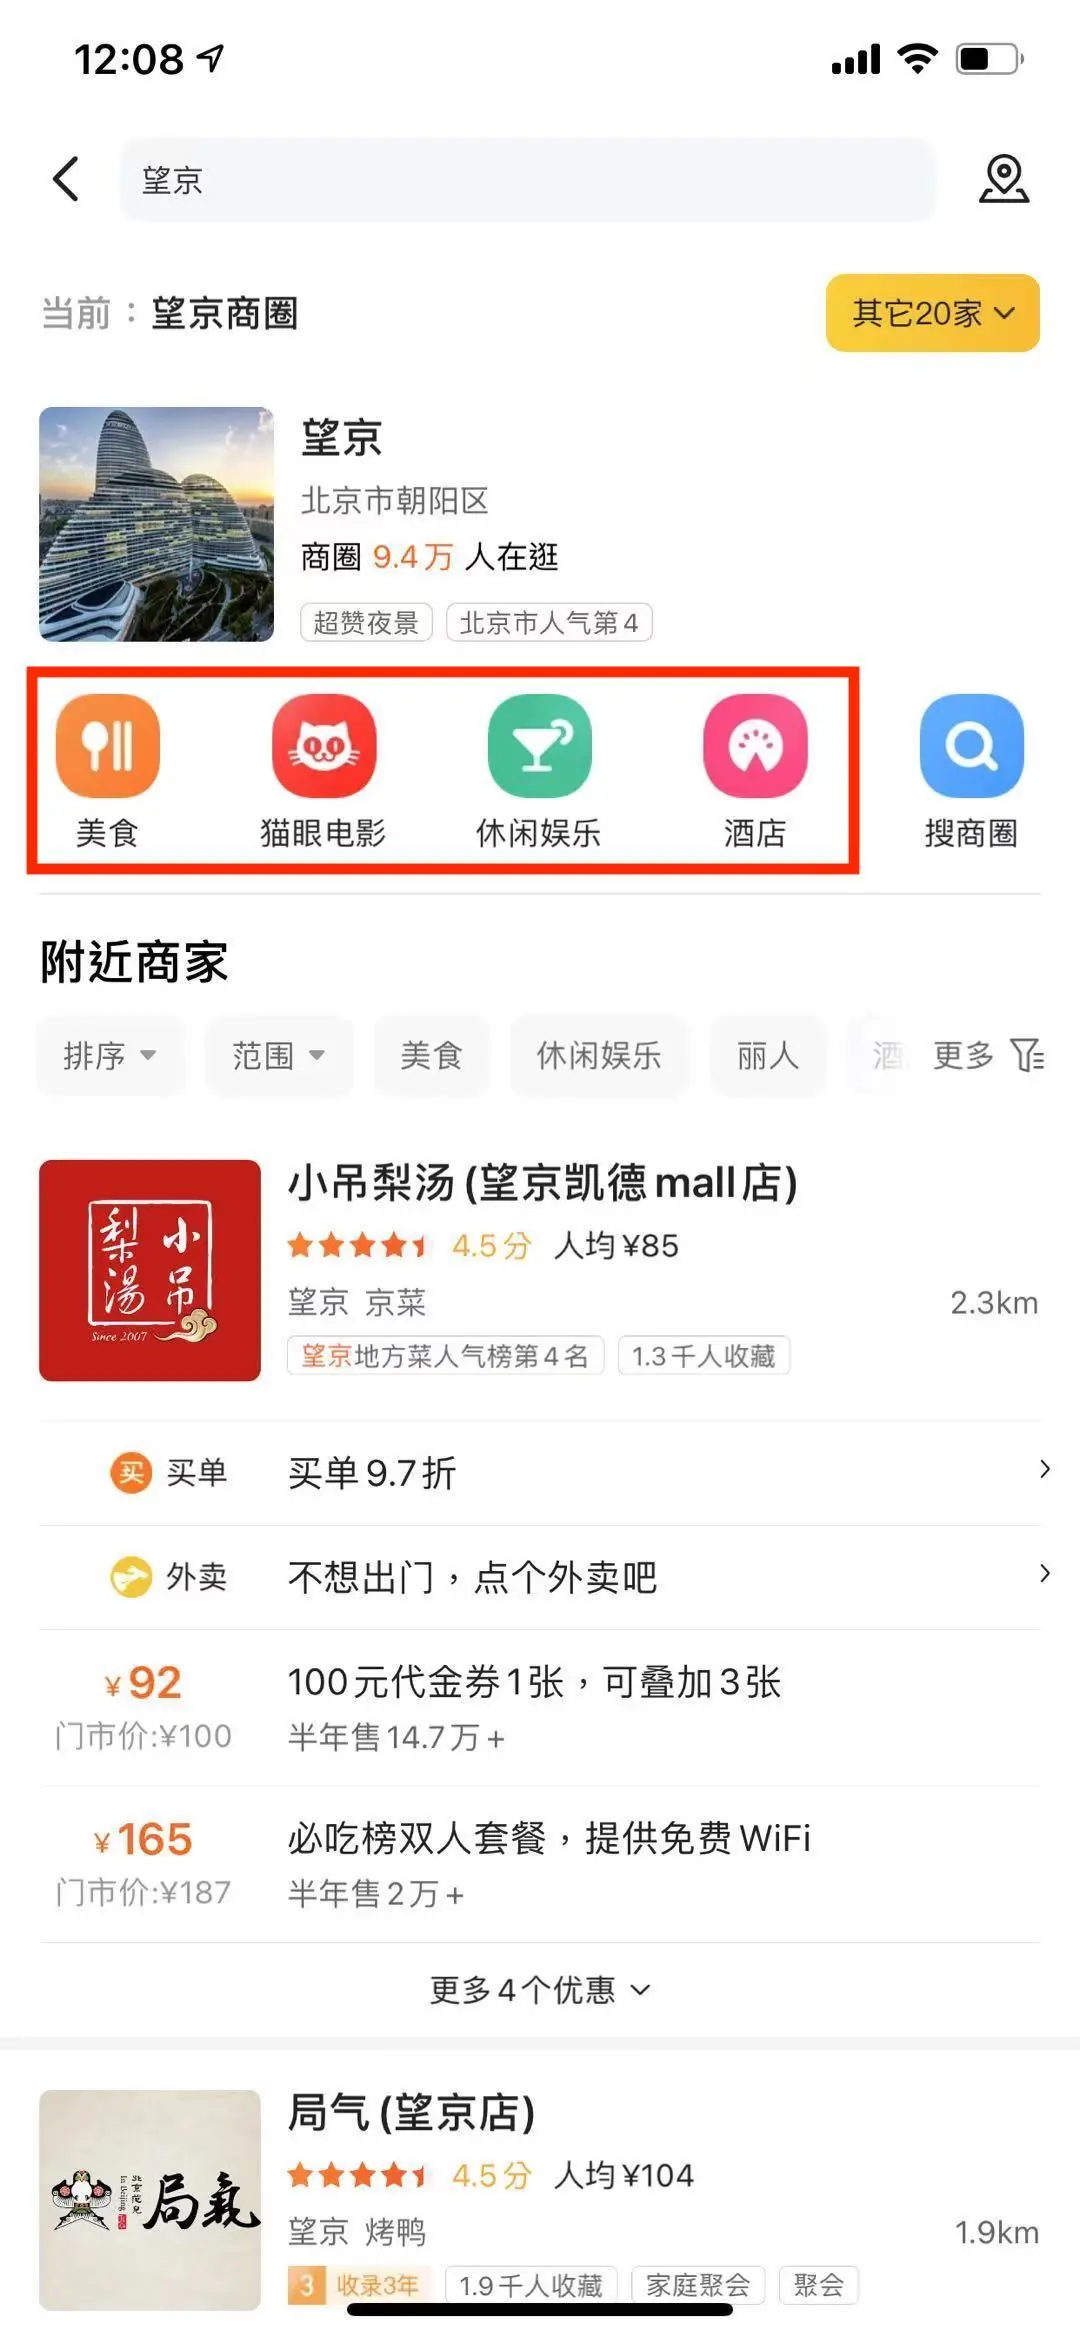 12:08
望京
当前：望京商圈
其它20家
望京
北京市朝阳区
商圈 9.4万 人在逛
超赞夜景 北京市人气第4
美食 猫眼电影 休闲娱乐 酒店 搜商圈
附近商家
排序 范围 美食 休闲娱乐 丽人 酒 更多
小吊梨汤(望京凯德mall店)
小吊
梨湯
Since 2007
4.5分 人均¥85
望京 京菜 2.3km
望京地方菜人气榜第4名 1.3千人收藏
买 买单 买单9.7折
外卖 不想出门，点个外卖吧
¥92 100元代金券1张，可叠加3张
门市价:¥100 半年售14.7万+
¥165 必吃榜双人套餐，提供免费WiFi
门市价:¥187 半年售2万+
更多4个优惠
局气(望京店)
局氣
4.5分 人均¥104
望京 烤鸭 1.9km
3 收录3年 1.9千人收藏 家庭聚会 聚会